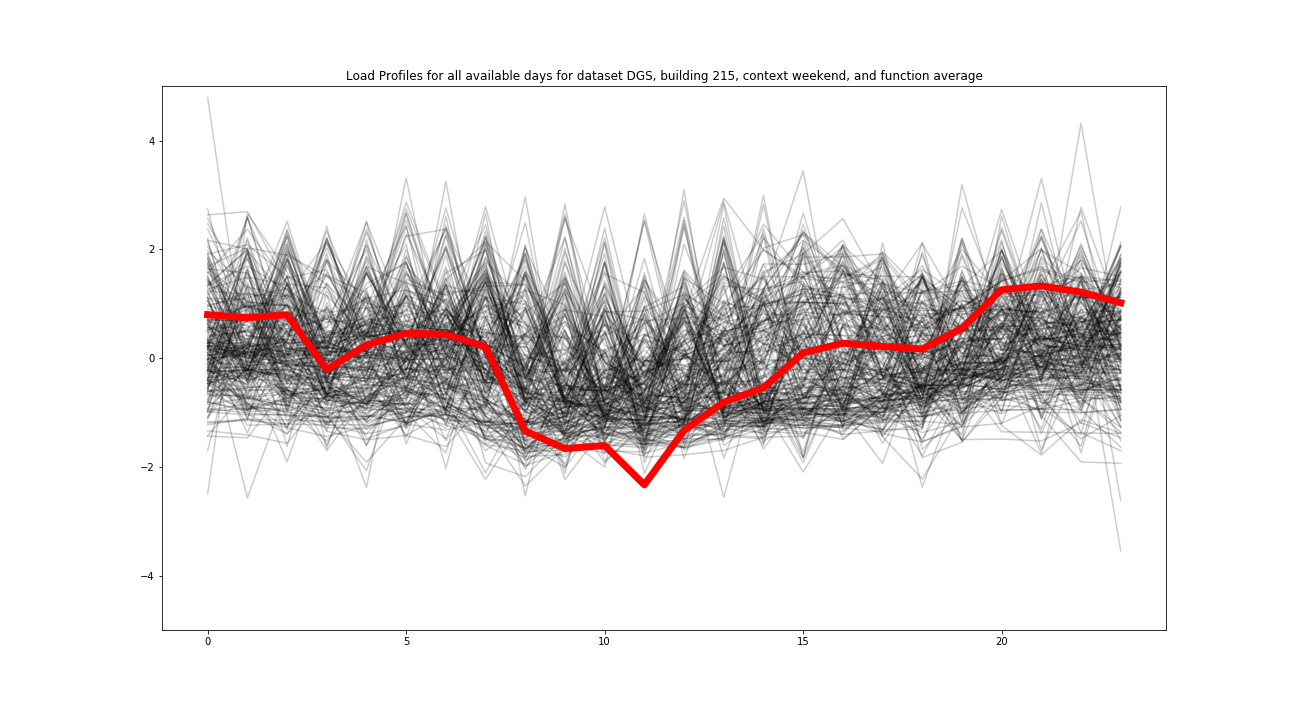 Load Profiles for all available days for dataset DGS, building 215, context weekend, and function average
4
2
0
−2
−4
0 5 10 15 20